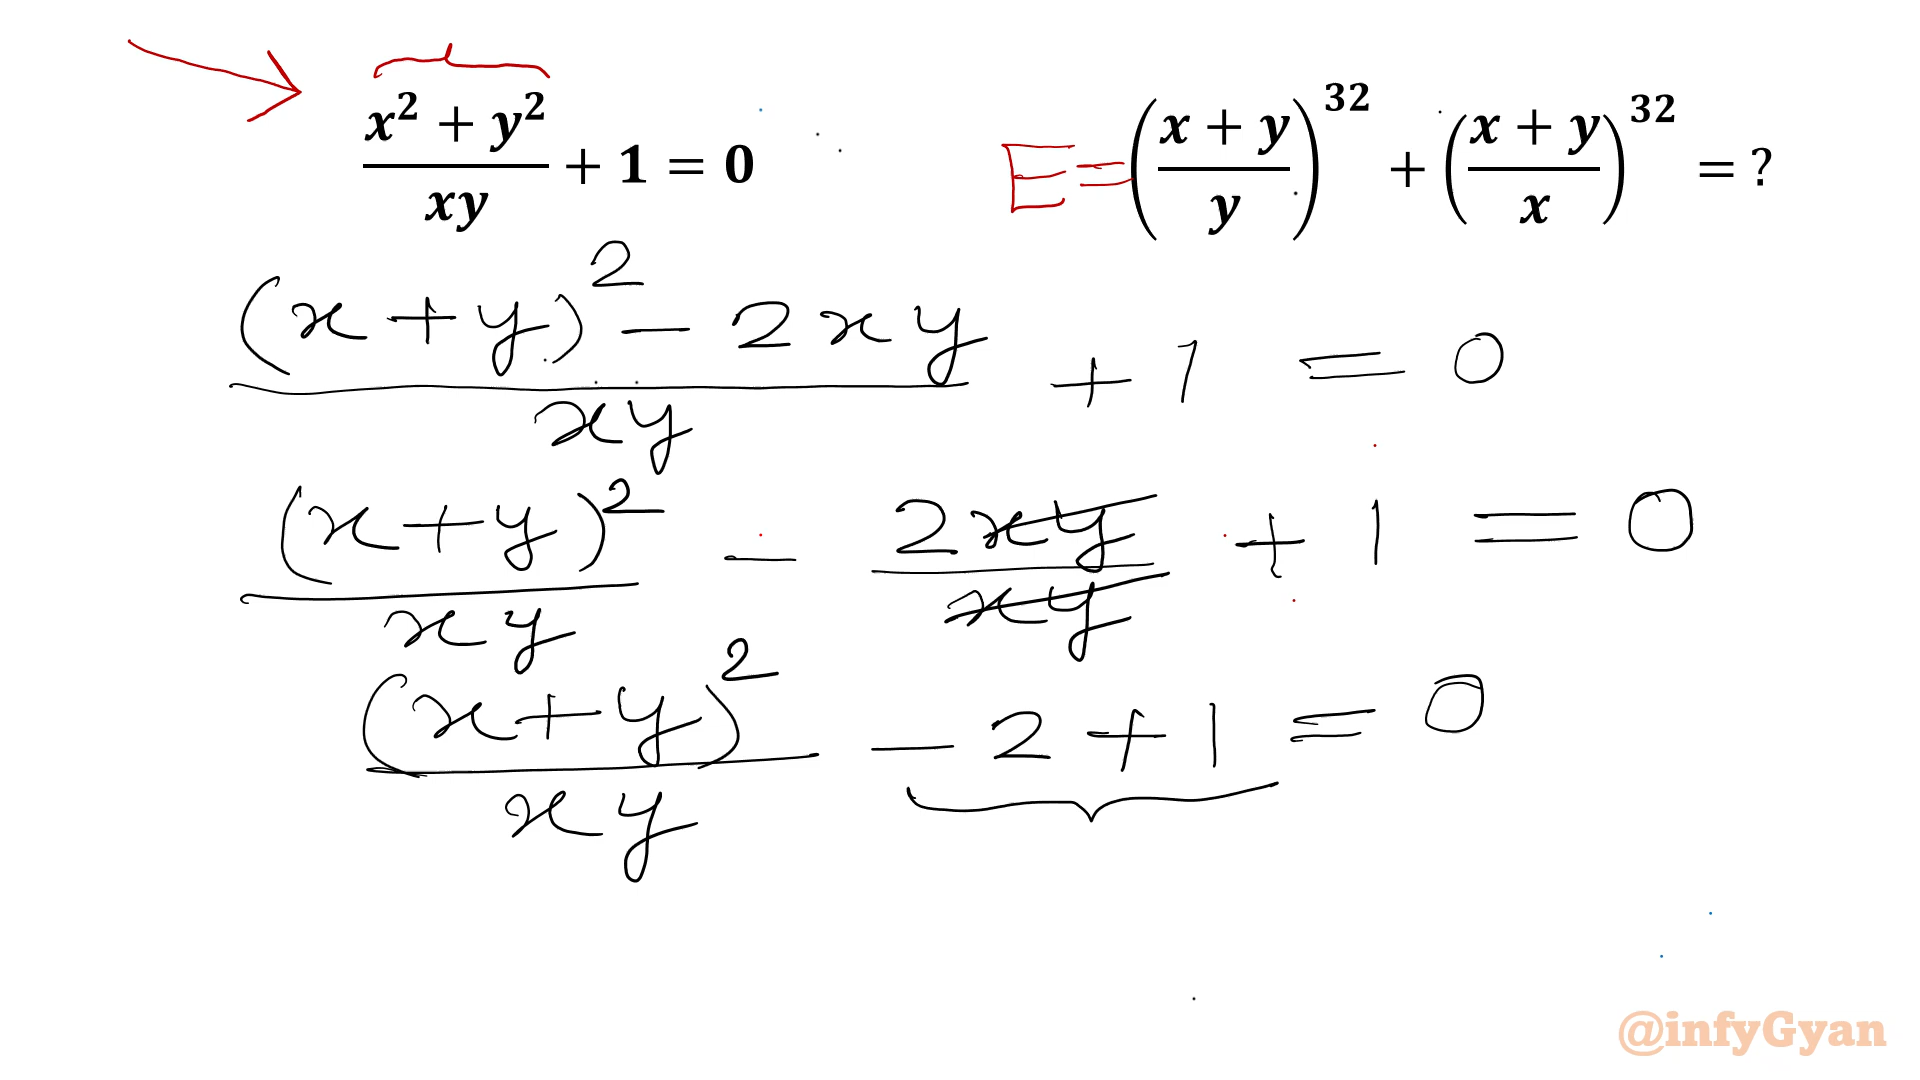 (x² + y²)/(xy) + 1 = 0
E = ((x + y)/y)³² + ((x + y)/x)³² = ?
((x + y)² − 2xy)/(xy) + 1 = 0
(x + y)²/(xy) − 2xy/xy + 1 = 0
(x + y)²/(xy) − 2 + 1 = 0
@infyGyan